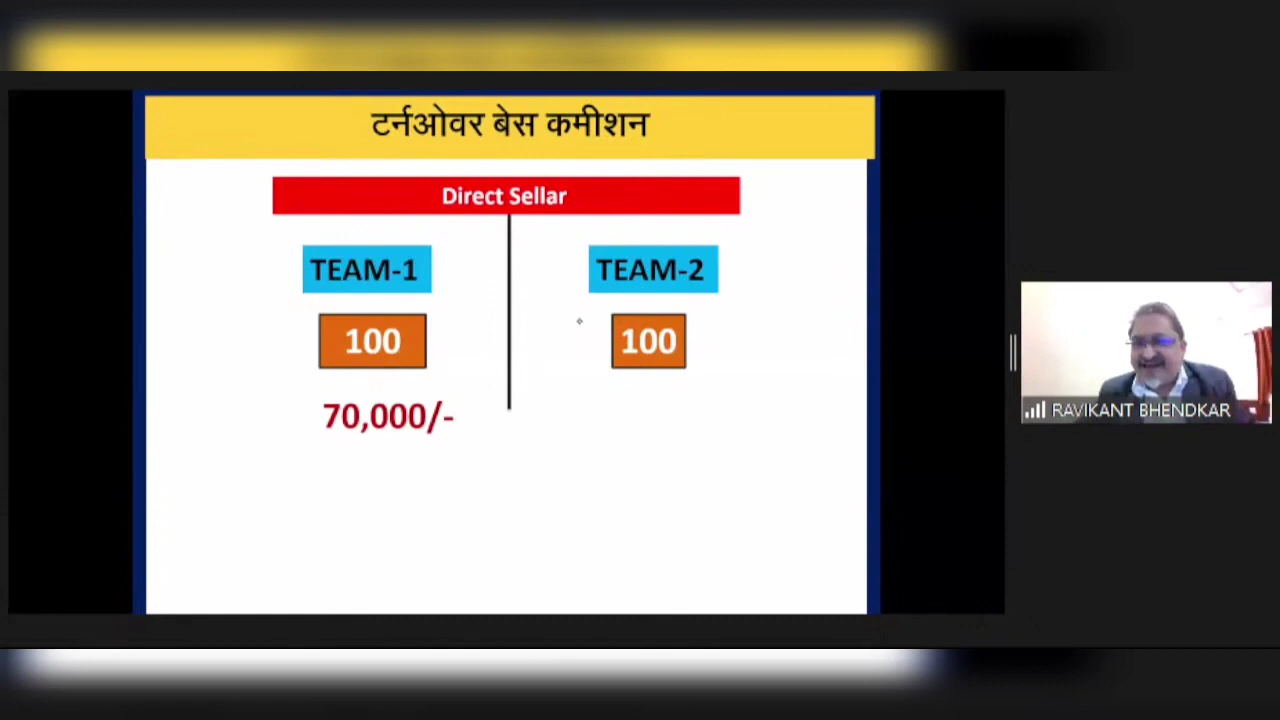 टर्नओवर बेस कमीशन
Direct Sellar
TEAM-1
TEAM-2
100
100
70,000/-
RAVIKANT BHENDKAR